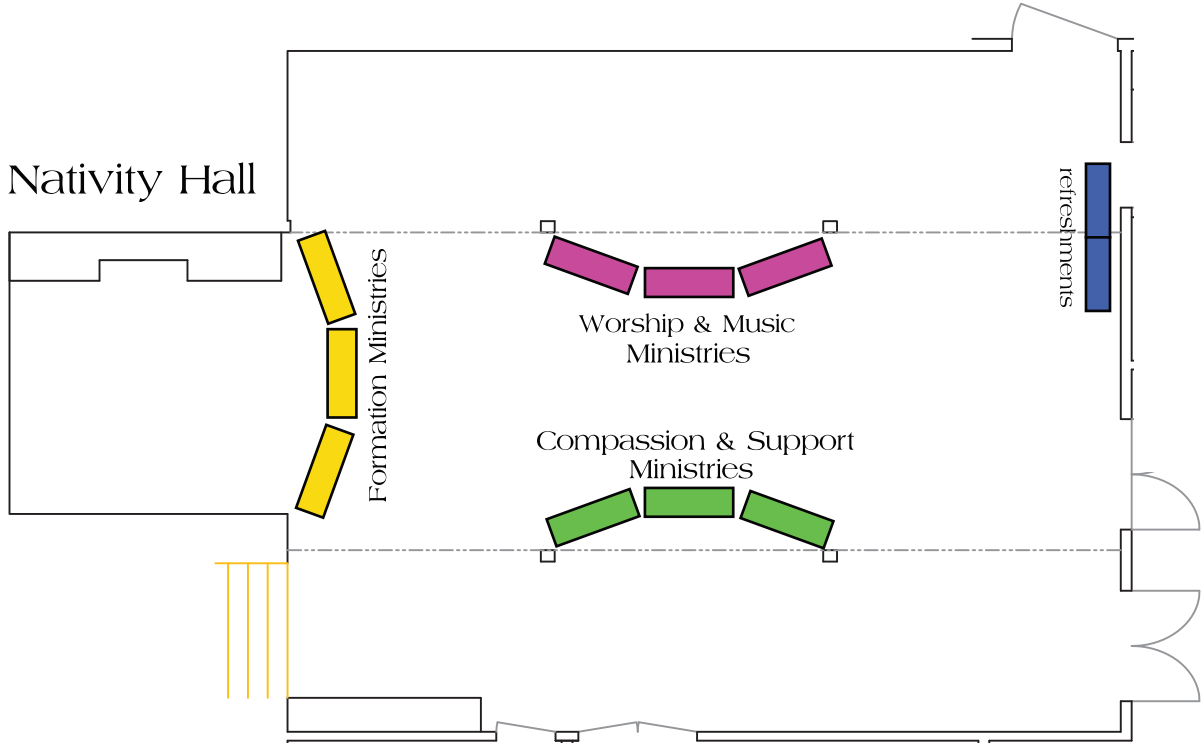 Nativity Hall
Formation Ministries
Worship & Music
Ministries
refreshments
Compassion & Support
Ministries